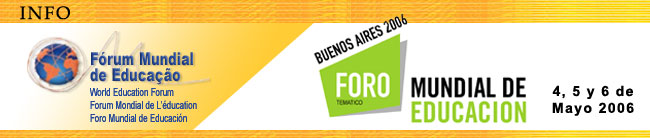 INFO
Fórum Mundial
de Educação
World Education Forum
Forum Mondial de L'éducation
Foro Mundial de Educación
BUENOS AIRES 2006
FORO
TEMATICO
MUNDIAL DE
EDUCACION
4, 5 y 6 de
Mayo 2006